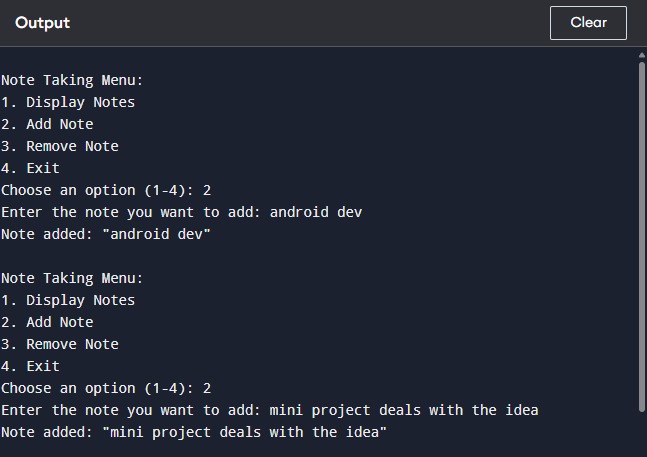 Output
Clear
Note Taking Menu:
1. Display Notes
2. Add Note
3. Remove Note
4. Exit
Choose an option (1-4): 2
Enter the note you want to add: android dev
Note added: "android dev"
Note Taking Menu:
1. Display Notes
2. Add Note
3. Remove Note
4. Exit
Choose an option (1-4): 2
Enter the note you want to add: mini project deals with the idea
Note added: "mini project deals with the idea"